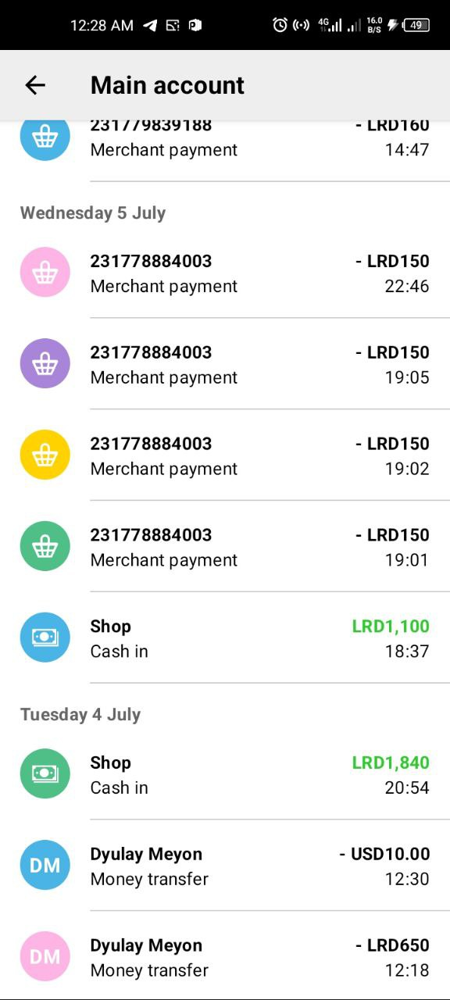 12:28 AM 4G 16.0 B/S 49
Main account
231779839188 - LRD160
Merchant payment 14:47
Wednesday 5 July
231778884003 - LRD150
Merchant payment 22:46
231778884003 - LRD150
Merchant payment 19:05
231778884003 - LRD150
Merchant payment 19:02
231778884003 - LRD150
Merchant payment 19:01
Shop LRD1,100
Cash in 18:37
Tuesday 4 July
Shop LRD1,840
Cash in 20:54
DM Dyulay Meyon - USD10.00
Money transfer 12:30
DM Dyulay Meyon - LRD650
Money transfer 12:18